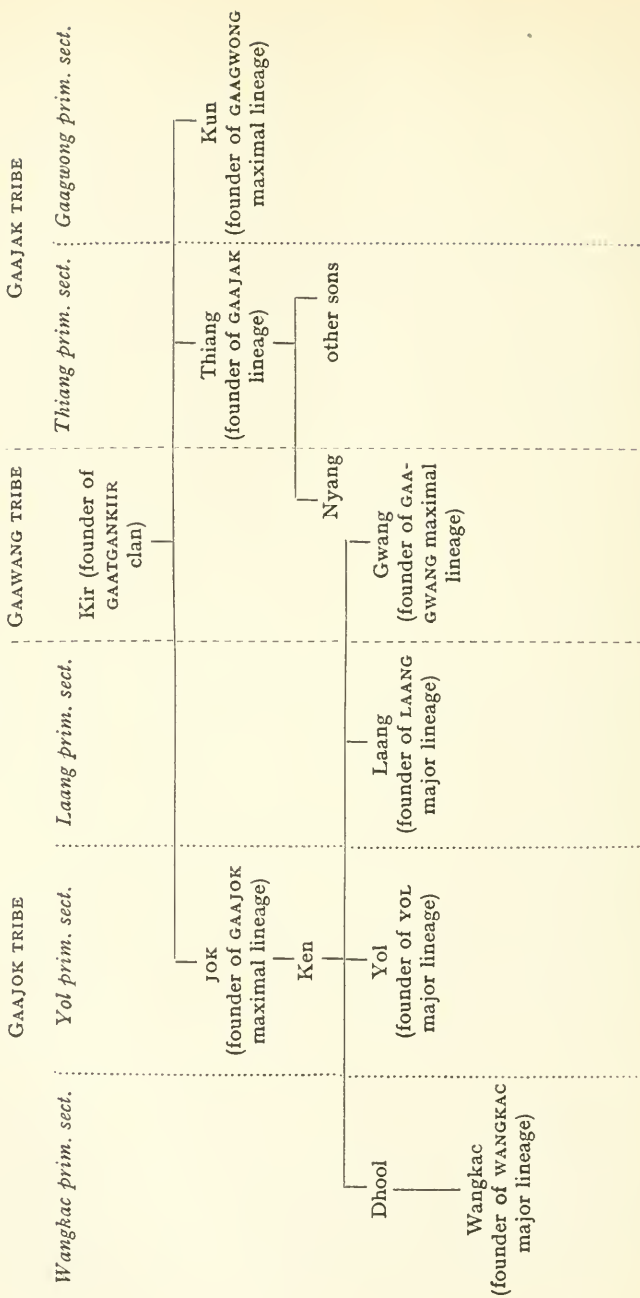 GAAJOK TRIBE
GAAWANG TRIBE
GAAJAK TRIBE
Wangkac prim. sect.
Yol prim. sect.
Laang prim. sect.
Thiang prim. sect.
Gaagwong prim. sect.
Kir (founder of
GAATGANKIIR
clan)
JOK
(founder of GAAJOK
maximal lineage)
Thiang
(founder of GAAJAK
lineage)
Kun
(founder of GAAGWONG
maximal lineage)
Ken
Nyang
other sons
Dhool
Yol
(founder of YOL
major lineage)
Laang
(founder of LAANG
major lineage)
Gwang
(founder of GAA-
GWANG maximal
lineage)
Wangkac
(founder of WANGKAC
major lineage)